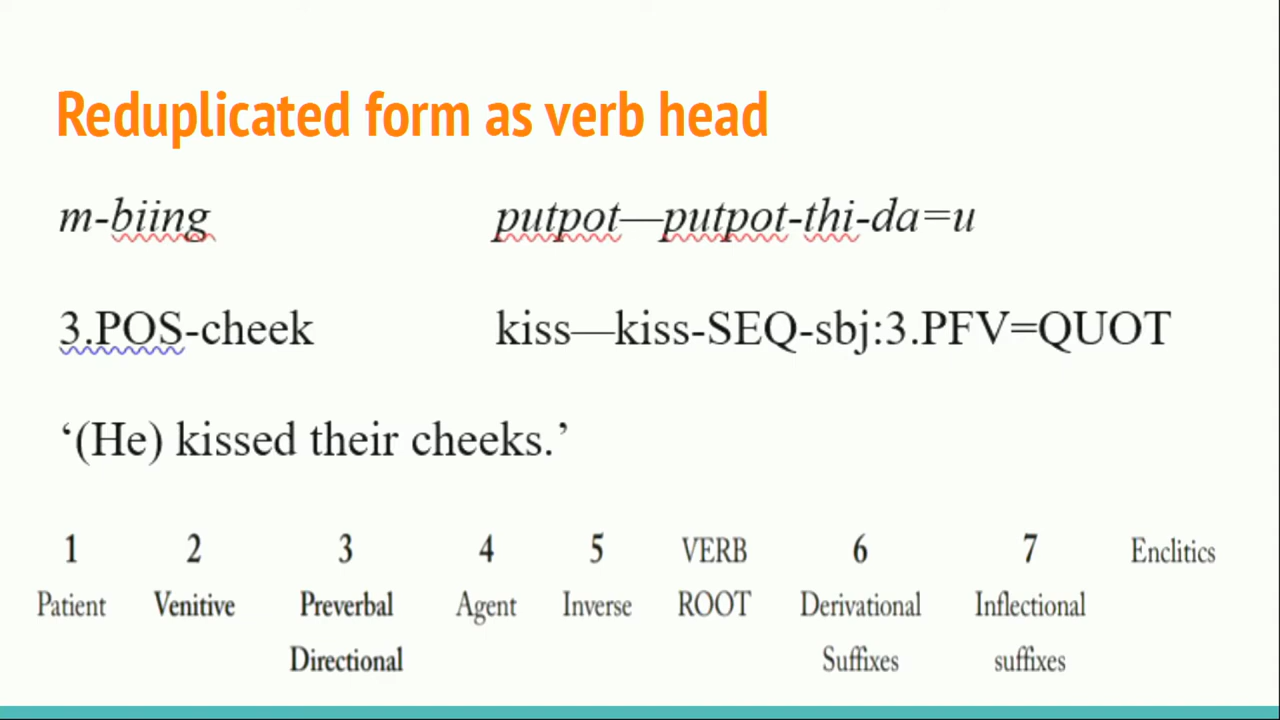 Reduplicated form as verb head
m-biing putpot—putpot-thi-da=u
3.POS-cheek kiss—kiss-SEQ-sbj:3.PFV=QUOT
‘(He) kissed their cheeks.’
1 2 3 4 5 VERB 6 7 Enclitics
Patient Venitive Preverbal Agent Inverse ROOT Derivational Inflectional
Directional Suffixes suffixes